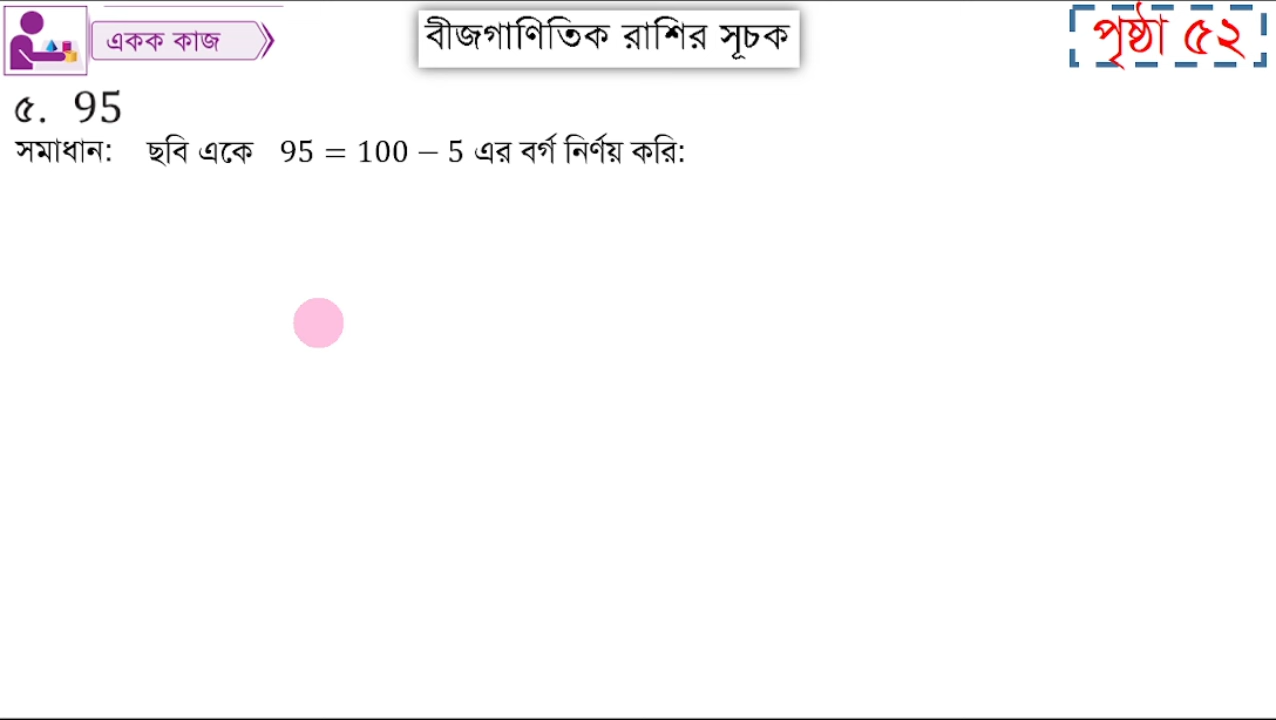 একক কাজ
বীজগাণিতিক রাশির সূচক
পৃষ্ঠা ৫২
৫. 95
সমাধান: ছবি একে 95 = 100 − 5 এর বর্গ নির্ণয় করি: